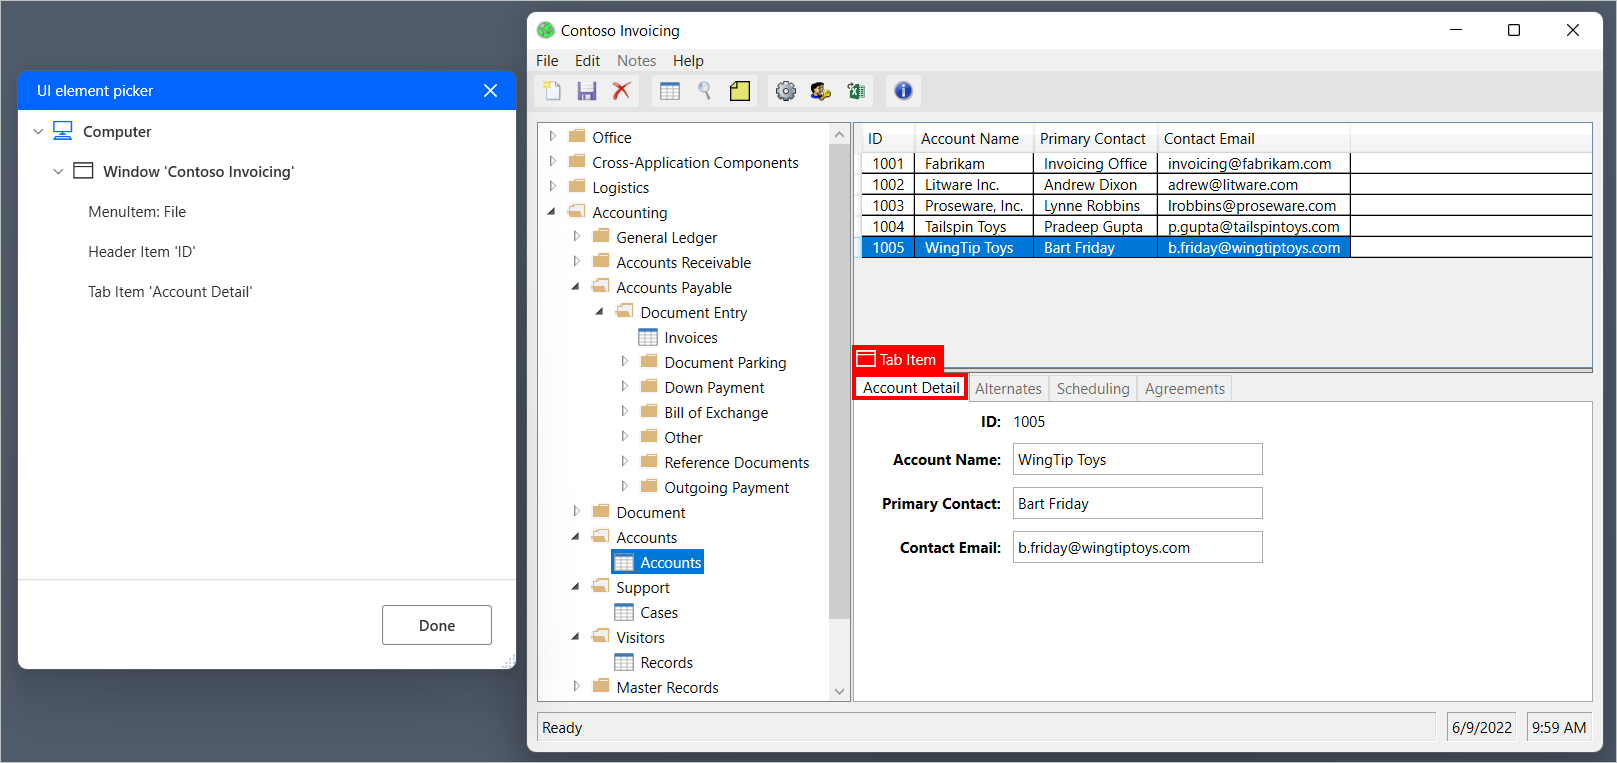 UI element picker
Computer
Window 'Contoso Invoicing'
MenuItem: File
Header Item 'ID'
Tab Item 'Account Detail'
Done
Contoso Invoicing
File Edit Notes Help
Office
Cross-Application Components
Logistics
Accounting
General Ledger
Accounts Receivable
Accounts Payable
Document Entry
Invoices
Document Parking
Down Payment
Bill of Exchange
Other
Reference Documents
Outgoing Payment
Document
Accounts
Accounts
Support
Cases
Visitors
Records
Master Records
ID Account Name Primary Contact Contact Email
1001 Fabrikam Invoicing Office invoicing@fabrikam.com
1002 Litware Inc. Andrew Dixon adrew@litware.com
1003 Proseware, Inc. Lynne Robbins lrobbins@proseware.com
1004 Tailspin Toys Pradeep Gupta p.gupta@tailspintoys.com
1005 WingTip Toys Bart Friday b.friday@wingtiptoys.com
Tab Item
Account Detail Alternates Scheduling Agreements
ID: 1005
Account Name: WingTip Toys
Primary Contact: Bart Friday
Contact Email: b.friday@wingtiptoys.com
Ready 6/9/2022 9:59 AM